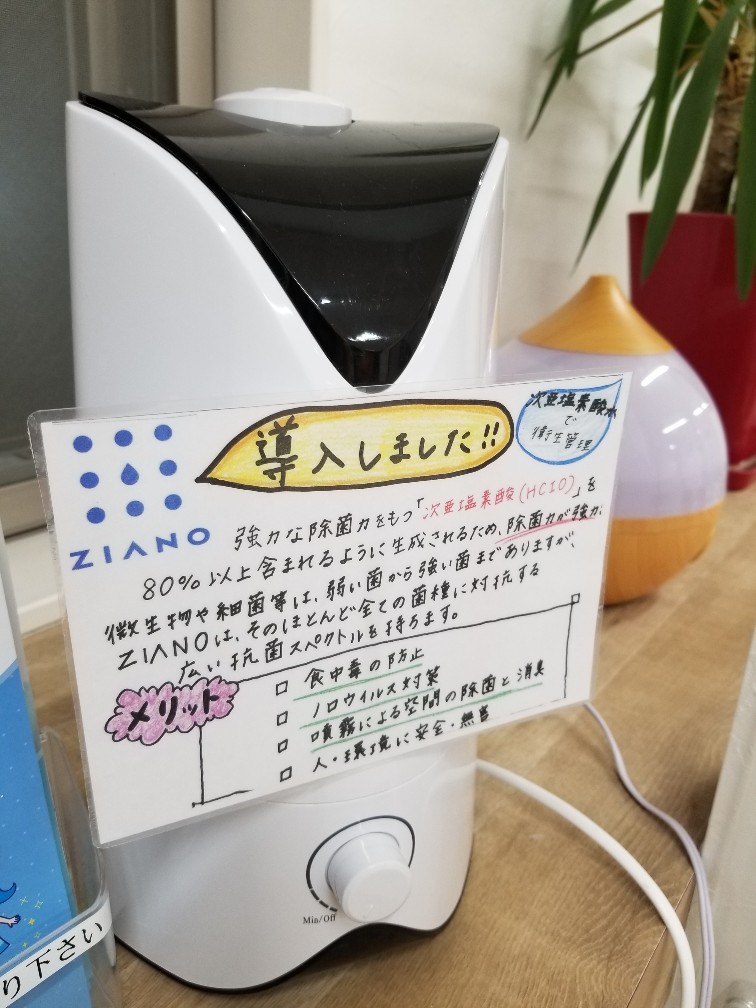 導入しました!!
次亜塩素酸水
で
衛生管理
ZIANO
強力な除菌力をもつ「次亜塩素酸(HClO)」を
80%以上含まれるように生成されるため、除菌力が強力。
微生物や細菌等は、弱い菌から強い菌までありますが、
ZIANOは、そのほとんど全ての菌種に対抗する
広い抗菌スペクトルを持ちます。
メリット
□ 食中毒の防止
□ ノロウイルス対策
□ 噴霧による空間の除菌と消臭
□ 人・環境に安全・無害
Min/Off
り下さい